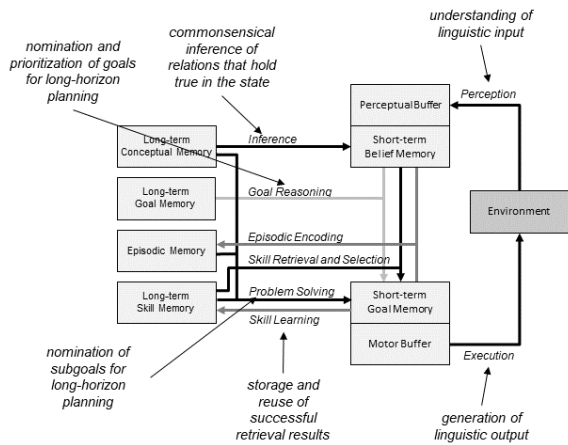 nomination and
prioritization of goals
for long-horizon
planning
commonsensical
inference of
relations that hold
true in the state
understanding of
linguistic input
Perception
Perceptual Buffer
Long-term
Conceptual Memory
Inference
Short-term
Belief Memory
Long-term
Goal Memory
Goal Reasoning
Environment
Episodic Memory
Episodic Encoding
Skill Retrieval and Selection
Long-term
Skill Memory
Problem Solving
Short-term
Goal Memory
Skill Learning
Motor Buffer
Execution
nomination of
subgoals for
long-horizon
planning
storage and
reuse of
successful
retrieval results
generation of
linguistic output